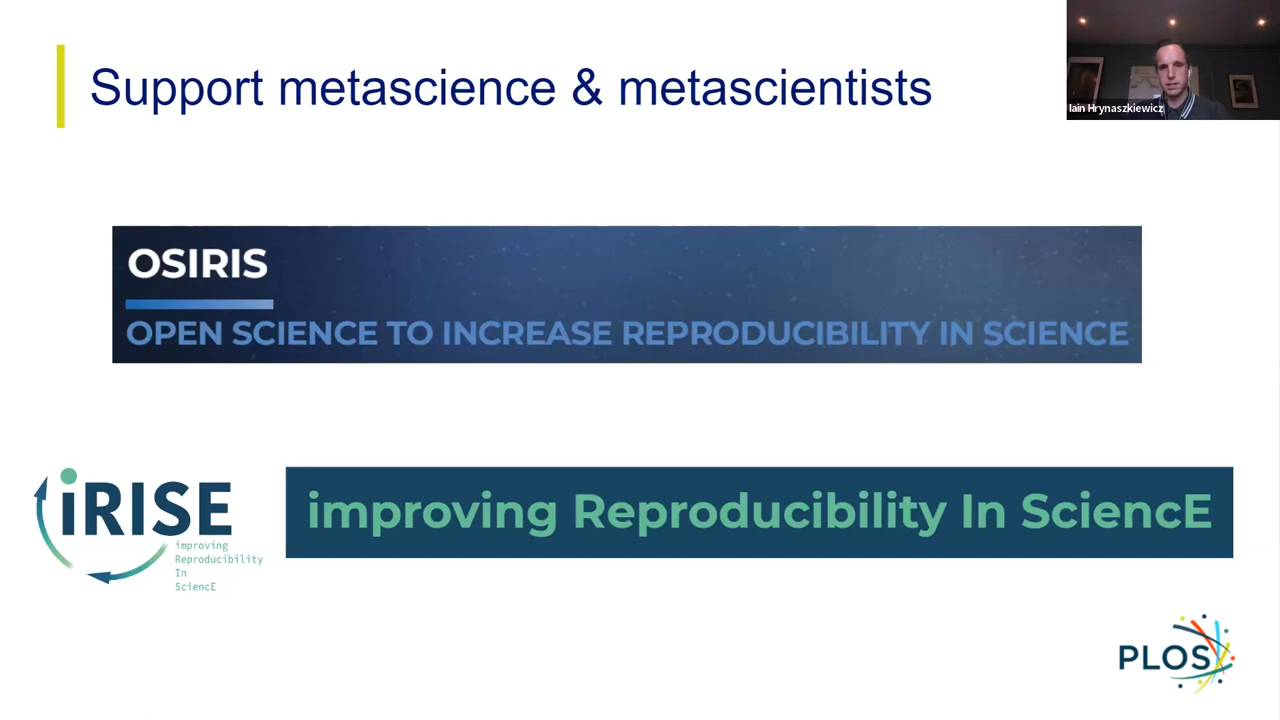 Support metascience & metascientists
Iain Hrynaszkiewicz
OSIRIS
OPEN SCIENCE TO INCREASE REPRODUCIBILITY IN SCIENCE
iRISE
improving
Reproducibility
In
SciencE
improving Reproducibility In SciencE
PLOS